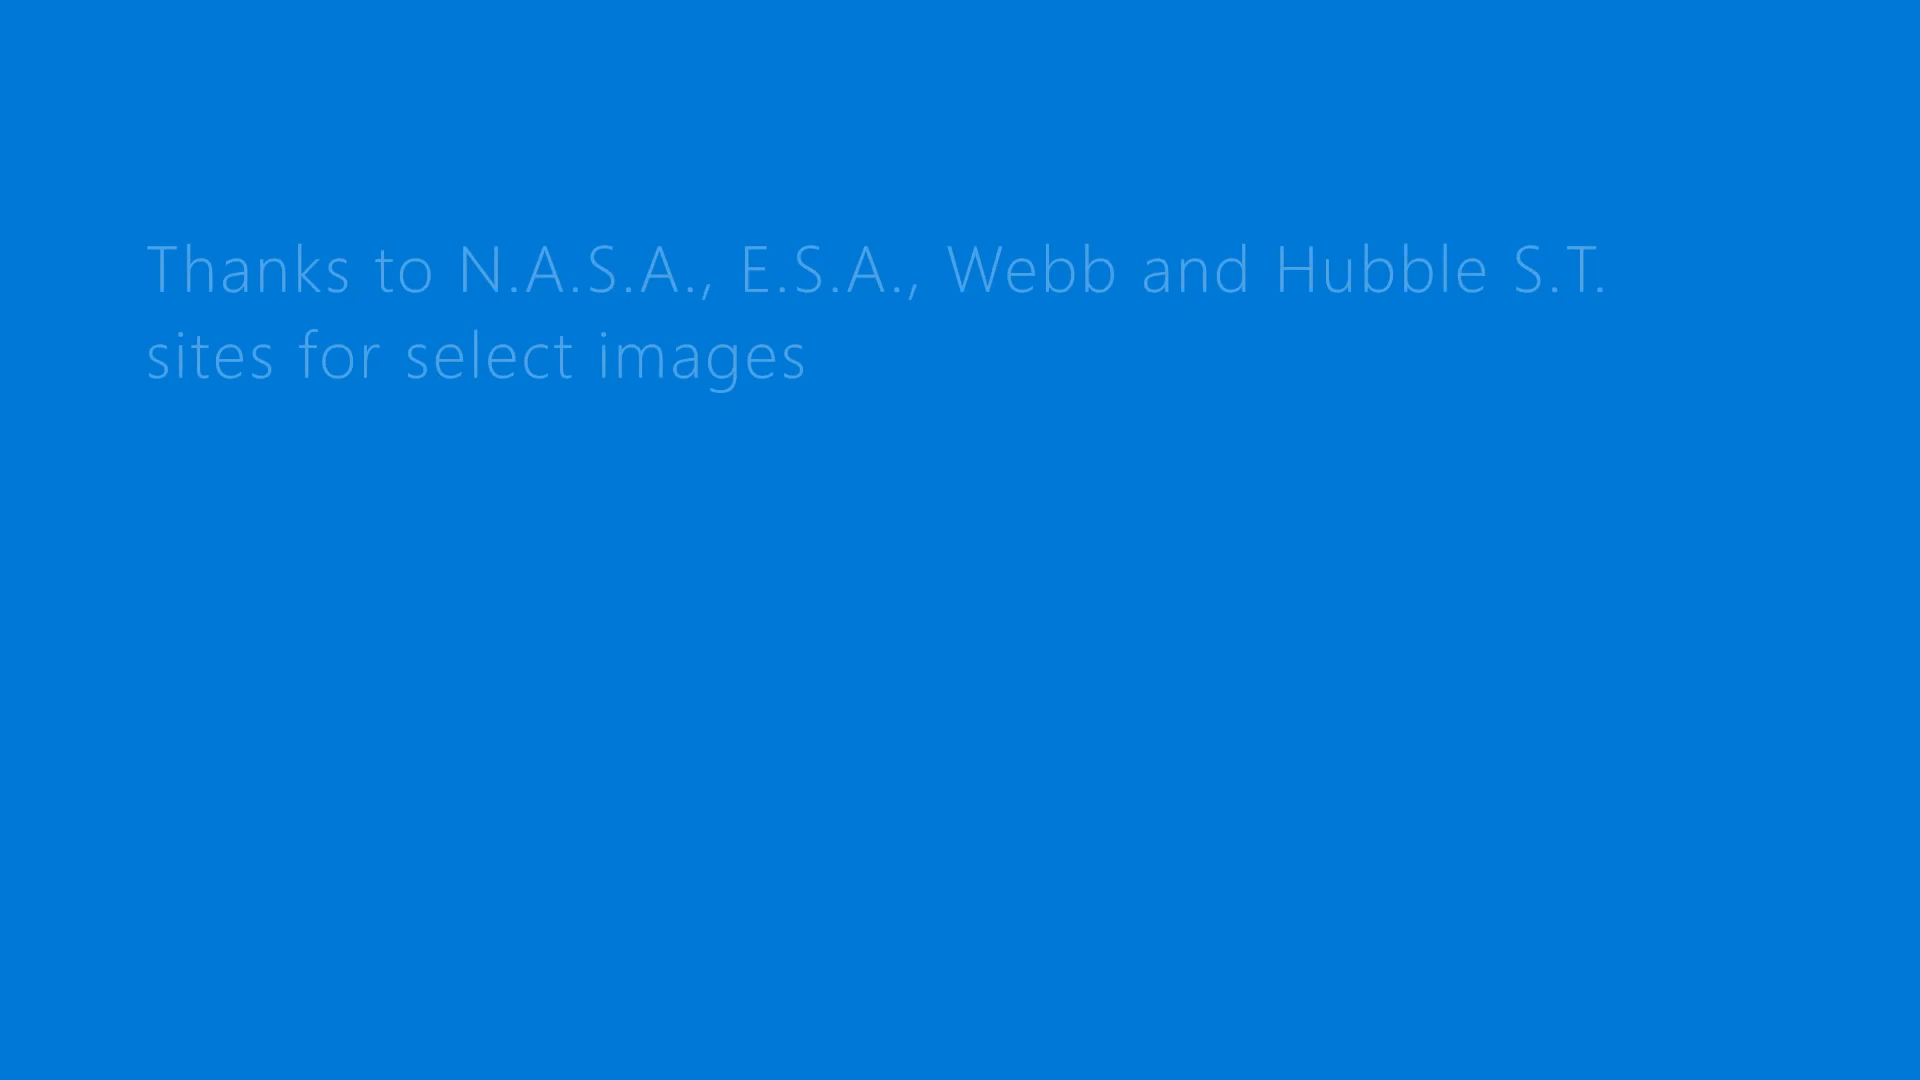 Thanks to N.A.S.A., E.S.A., Webb and Hubble S.T.
sites for select images